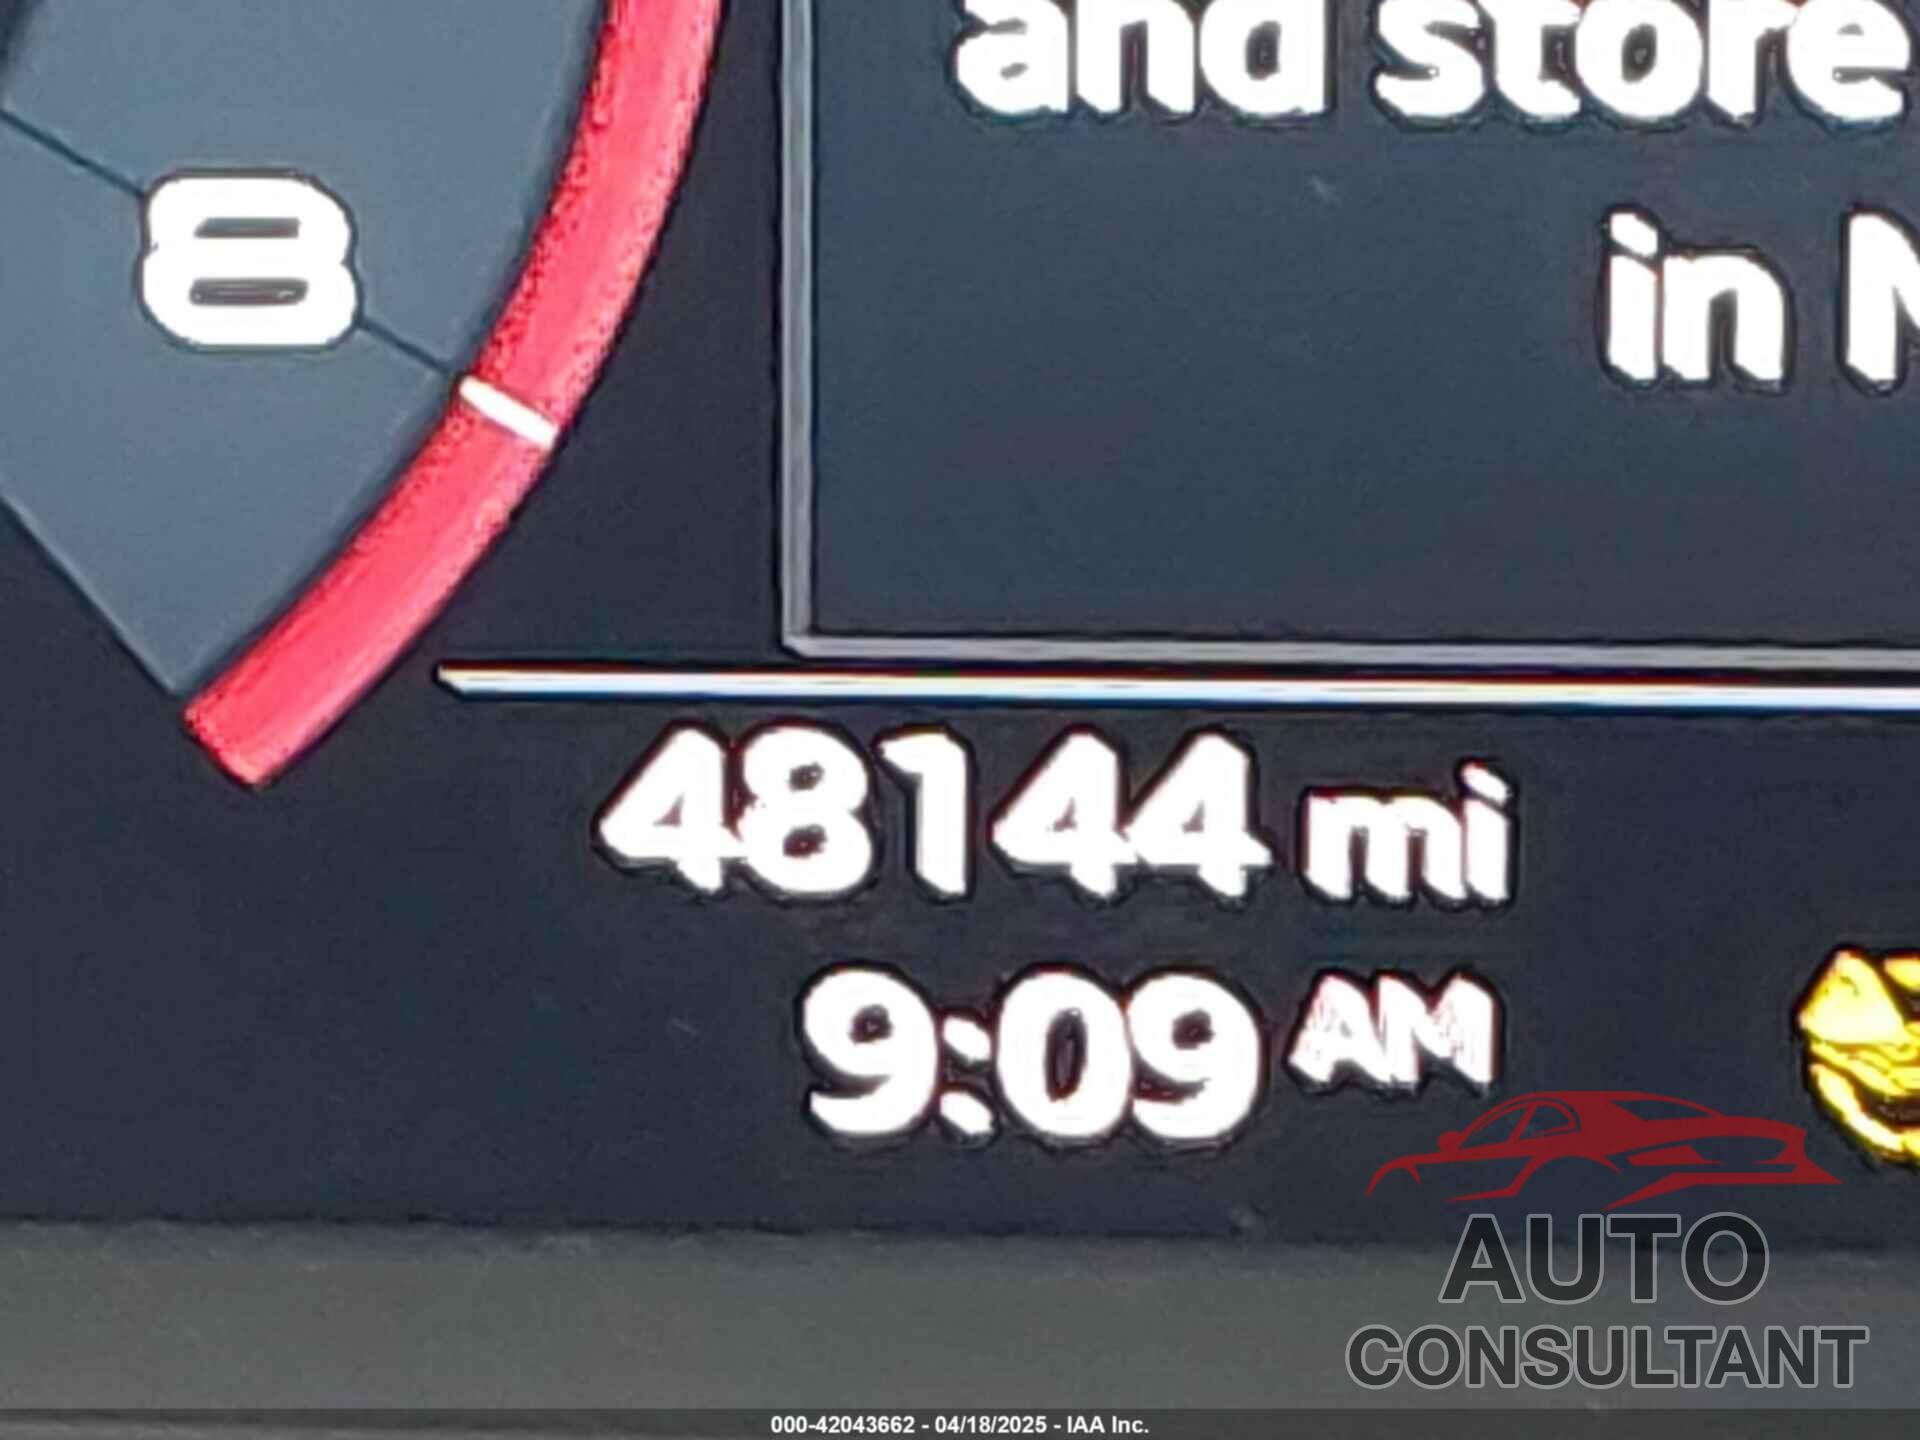 and store
in
8
48144 mi
9:09 AM
AUTO
CONSULTANT
000-42043662 - 04/18/2025 - IAA Inc.